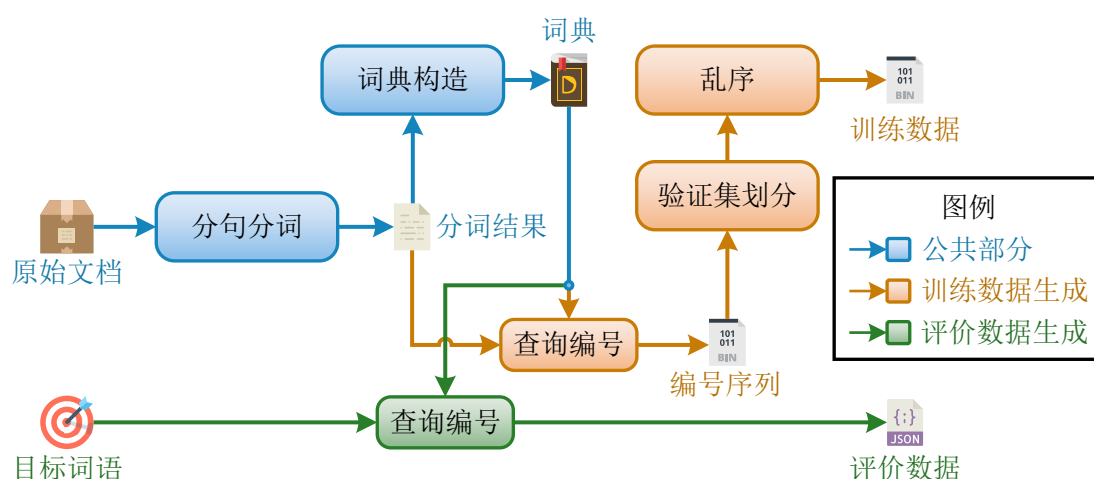 词典
词典构造
乱序
101
011
BIN
训练数据
分句分词
分词结果
验证集划分
原始文档
图例
公共部分
训练数据生成
评价数据生成
查询编号
101
011
BIN
编号序列
查询编号
{;}
JSON
目标词语
评价数据
D